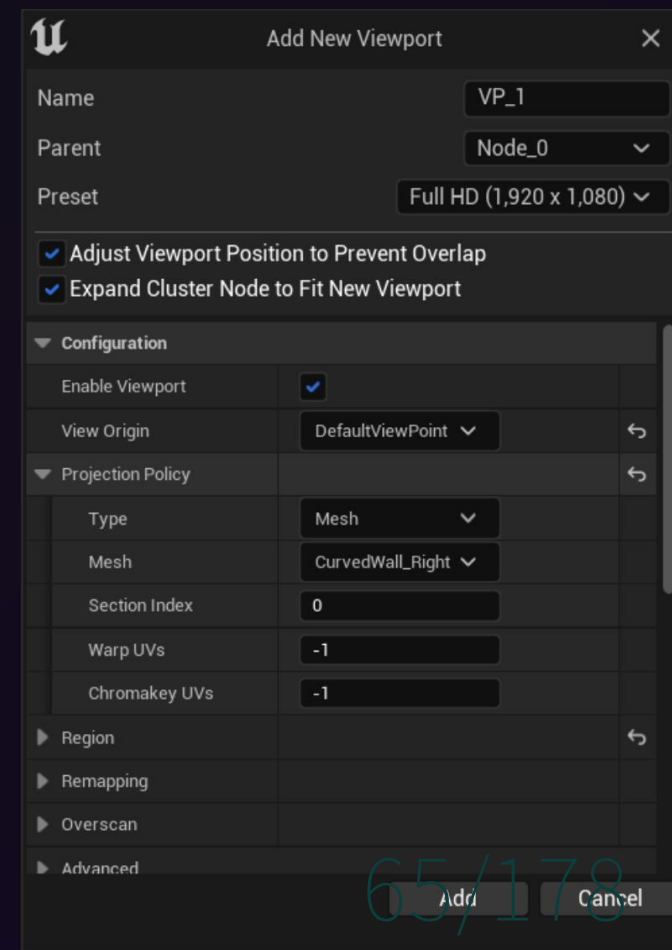 Add New Viewport
Name VP_1
Parent Node_0
Preset Full HD (1,920 x 1,080)
Adjust Viewport Position to Prevent Overlap
Expand Cluster Node to Fit New Viewport
Configuration
Enable Viewport
View Origin DefaultViewPoint
Projection Policy
Type Mesh
Mesh CurvedWall_Right
Section Index 0
Warp UVs -1
Chromakey UVs -1
Region
Remapping
Overscan
Advanced
65/178
Add Cancel